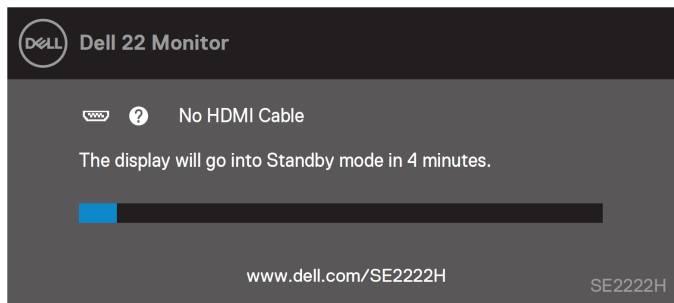 DELL
Dell 22 Monitor
? No HDMI Cable
The display will go into Standby mode in 4 minutes.
www.dell.com/SE2222H
SE2222H